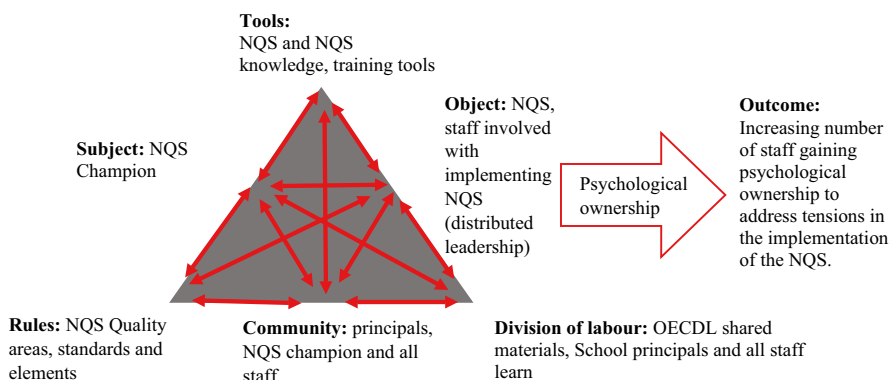 Tools:
NQS and NQS
knowledge, training tools
Subject: NQS
Champion
Object: NQS,
staff involved
with
implementing
NQS
(distributed
leadership)
Psychological
ownership
Outcome:
Increasing number
of staff gaining
psychological
ownership to
address tensions in
the implementation
of the NQS.
Rules: NQS Quality
areas, standards and
elements
Community: principals,
NQS champion and all
staff
Division of labour: OECDL shared
materials, School principals and all staff
learn